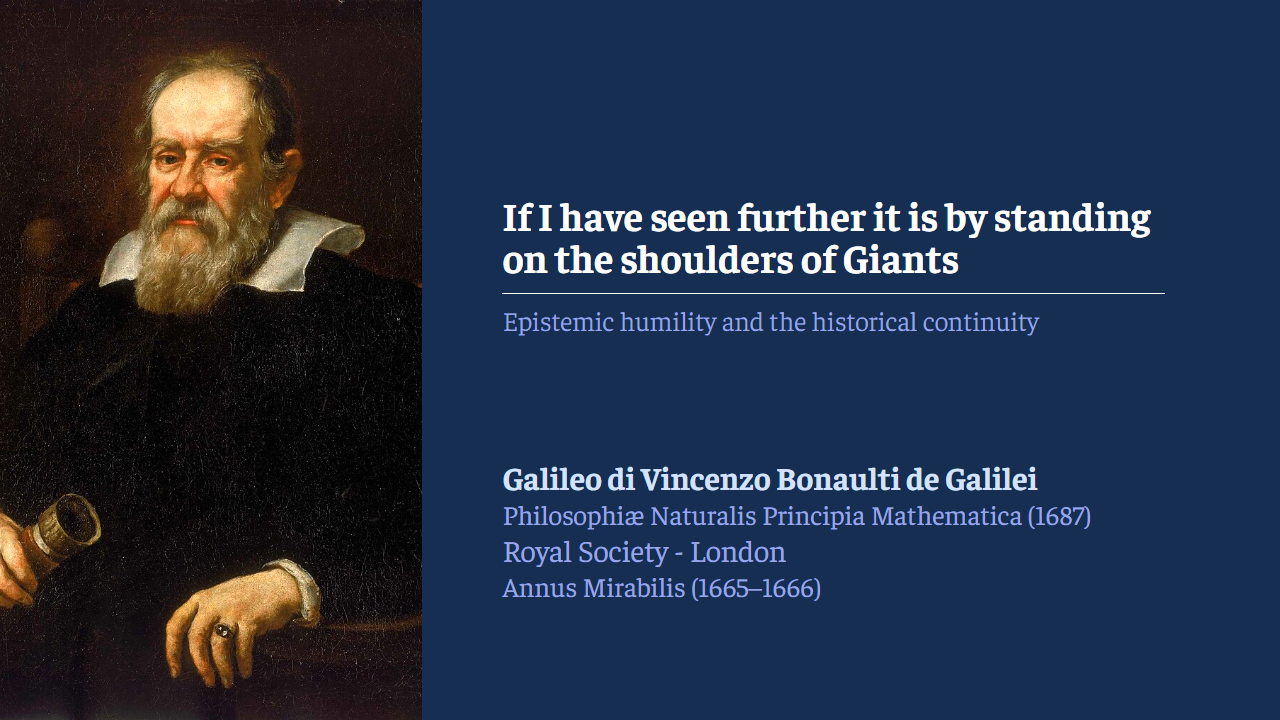 If I have seen further it is by standing
on the shoulders of Giants
Epistemic humility and the historical continuity
Galileo di Vincenzo Bonaulti de Galilei
Philosophiæ Naturalis Principia Mathematica (1687)
Royal Society - London
Annus Mirabilis (1665–1666)